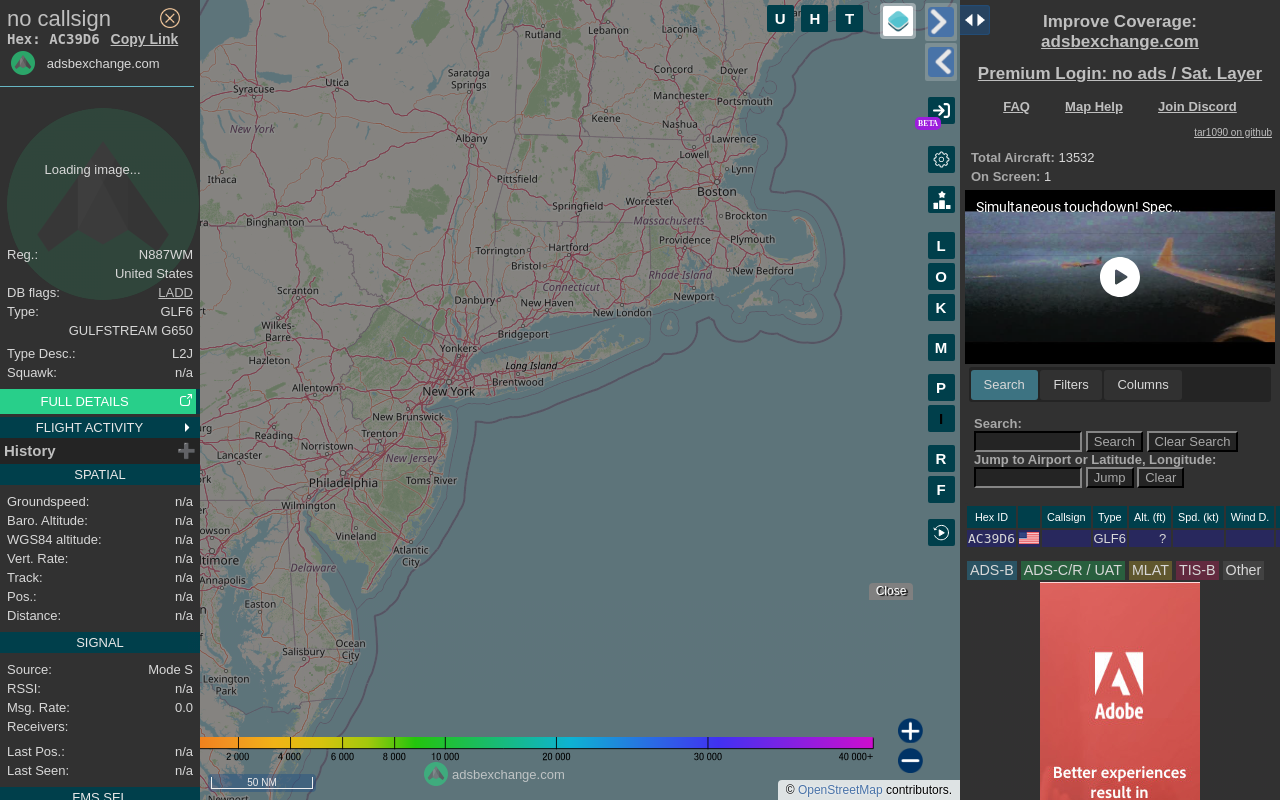 no callsign
Hex: AC39D6 Copy Link
adsbexchange.com
Loading image...
Reg.: N887WM
United States
DB flags: LADD
Type: GLF6
GULFSTREAM G650
Type Desc.: L2J
Squawk: n/a
FULL DETAILS
FLIGHT ACTIVITY
History
SPATIAL
Groundspeed: n/a
Baro. Altitude: n/a
WGS84 altitude: n/a
Vert. Rate: n/a
Track: n/a
Pos.: n/a
Distance: n/a
SIGNAL
Source: Mode S
RSSI: n/a
Msg. Rate: 0.0
Receivers:
Last Pos.: n/a
Last Seen: n/a
FMS SEL
U H T
Rutland
Lebanon
Laconia
Saratoga
Springs
Concord
Dover
Utica
Syracuse
Manchester
Portsmouth
New York
Keene
Nashua
Albany
Lawrence
Lowell
Lynn
Ithaca
Pittsfield
Boston
Springfield
Worcester
Binghamton
Massachusetts
Brockton
Torrington
Hartford
Providence
Plymouth
Bristol
Rhode Island
New Bedford
Scranton
Connecticut
Danbury
New Haven
Newport
New London
Wilkes-
Barre
Bridgeport
Hazleton
Yonkers
Long Island
Allentown
New York
Brentwood
New Brunswick
Reading
Trenton
Norristown
Lancaster
New Jersey
Philadelphia
Toms River
Wilmington
Vineland
Atlantic
City
Annapolis
Delaware
Easton
Ocean
City
Salisbury
Lexington
Park
BETA
L
O
K
M
P
I
R
F
Close
2 000 4 000 6 000 8 000 10 000 20 000 30 000 40 000+
adsbexchange.com
50 NM
© OpenStreetMap contributors.
Improve Coverage:
adsbexchange.com
Premium Login: no ads / Sat. Layer
FAQ Map Help Join Discord
tar1090 on github
Total Aircraft: 13532
On Screen: 1
Simultaneous touchdown! Spec...
Search Filters Columns
Search:
Search Clear Search
Jump to Airport or Latitude, Longitude:
Jump Clear
Hex ID Callsign Type Alt. (ft) Spd. (kt) Wind D.
AC39D6 GLF6 ?
ADS-B ADS-C/R / UAT MLAT TIS-B Other
Adobe
Better experiences
result in